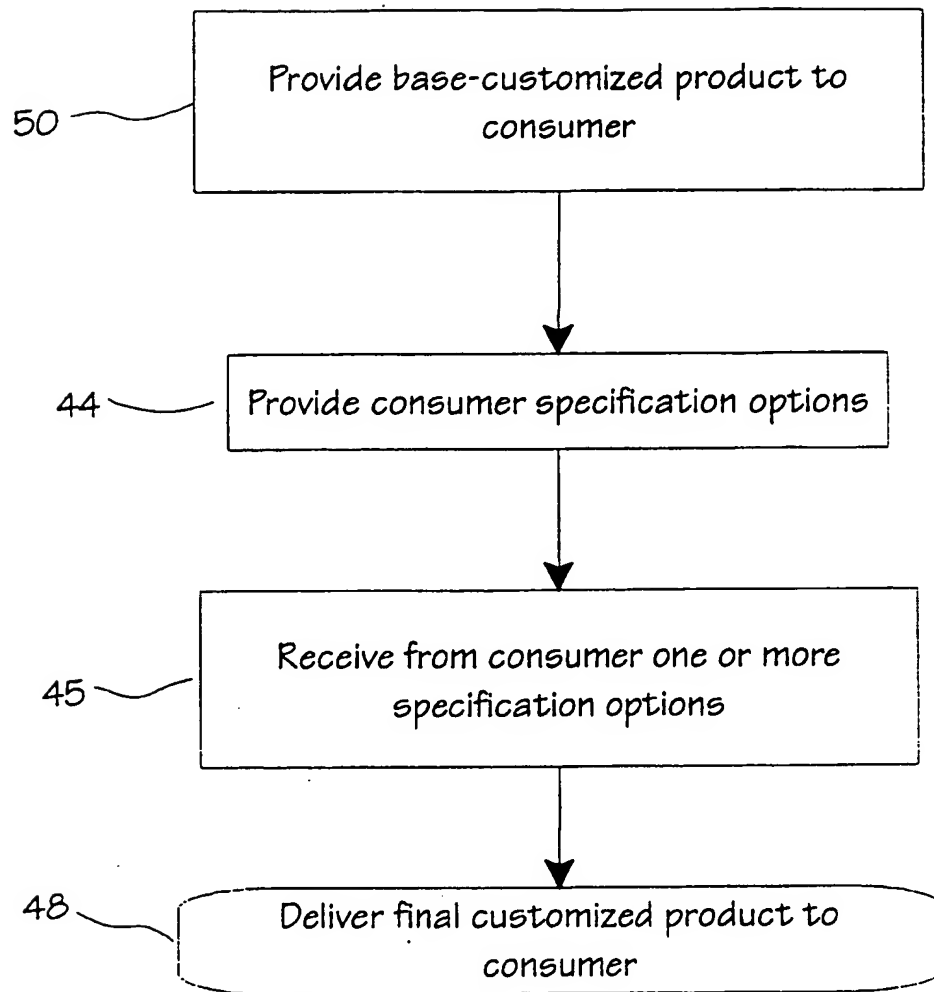 50
Provide base-customized product to
consumer
44
Provide consumer specification options
45
Receive from consumer one or more
specification options
48
Deliver final customized product to
consumer